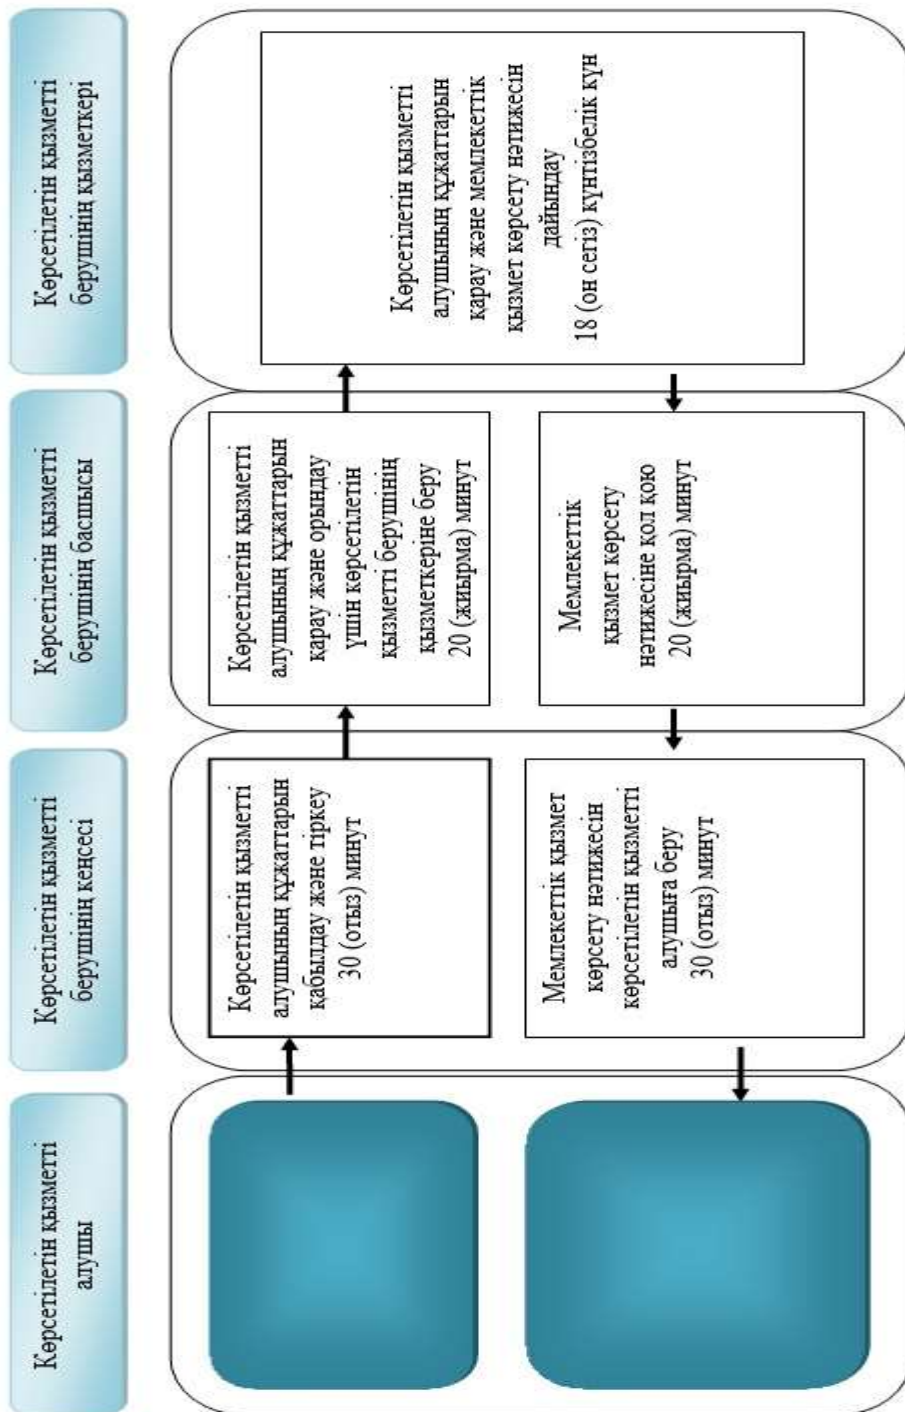 Көрсетілетін қызметті
алушы
Көрсетілетін қызметті
берушінің кеңсесі
Көрсетілетін қызметті
берушінің басшысы
Көрсетілетін қызметті
берушінің қызметкері
Көрсетілетін қызметті
алушының құжаттарын
қабылдау және тіркеу
30 (отыз) минут
Көрсетілетін қызметті
алушының құжаттарын
қарау және орындау
үшін көрсетілетін
қызметті берушінің
қызметкеріне беру
20 (жиырма) минут
Көрсетілетін қызметті
алушының құжаттарын
қарау және мемлекеттік
қызмет көрсету нәтижесін
дайындау
18 (он сегіз) күнтізбелік күн
Мемлекеттік қызмет
көрсету нәтижесін
көрсетілетін қызметті
алушыға беру
30 (отыз) минут
Мемлекеттік
қызмет көрсету
нәтижесіне қол қою
20 (жиырма) минут